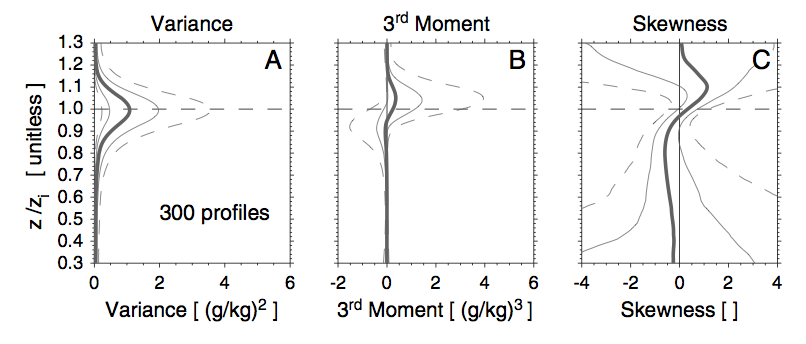 Variance 3rd Moment Skewness
A B C
1.3
1.2
1.1
1.0
0.9
0.8
0.7
0.6
0.5
0.4
0.3
z/zi [ unitless ]
300 profiles
0 2 4 6 -2 0 2 4 6 -4 -2 0 2 4
Variance [ (g/kg)2 ] 3rd Moment [ (g/kg)3 ] Skewness [ ]